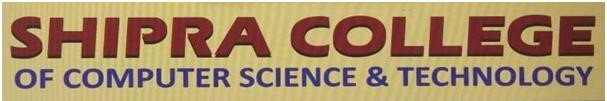 SHIPRA COLLEGE
OF COMPUTER SCIENCE & TECHNOLOGY